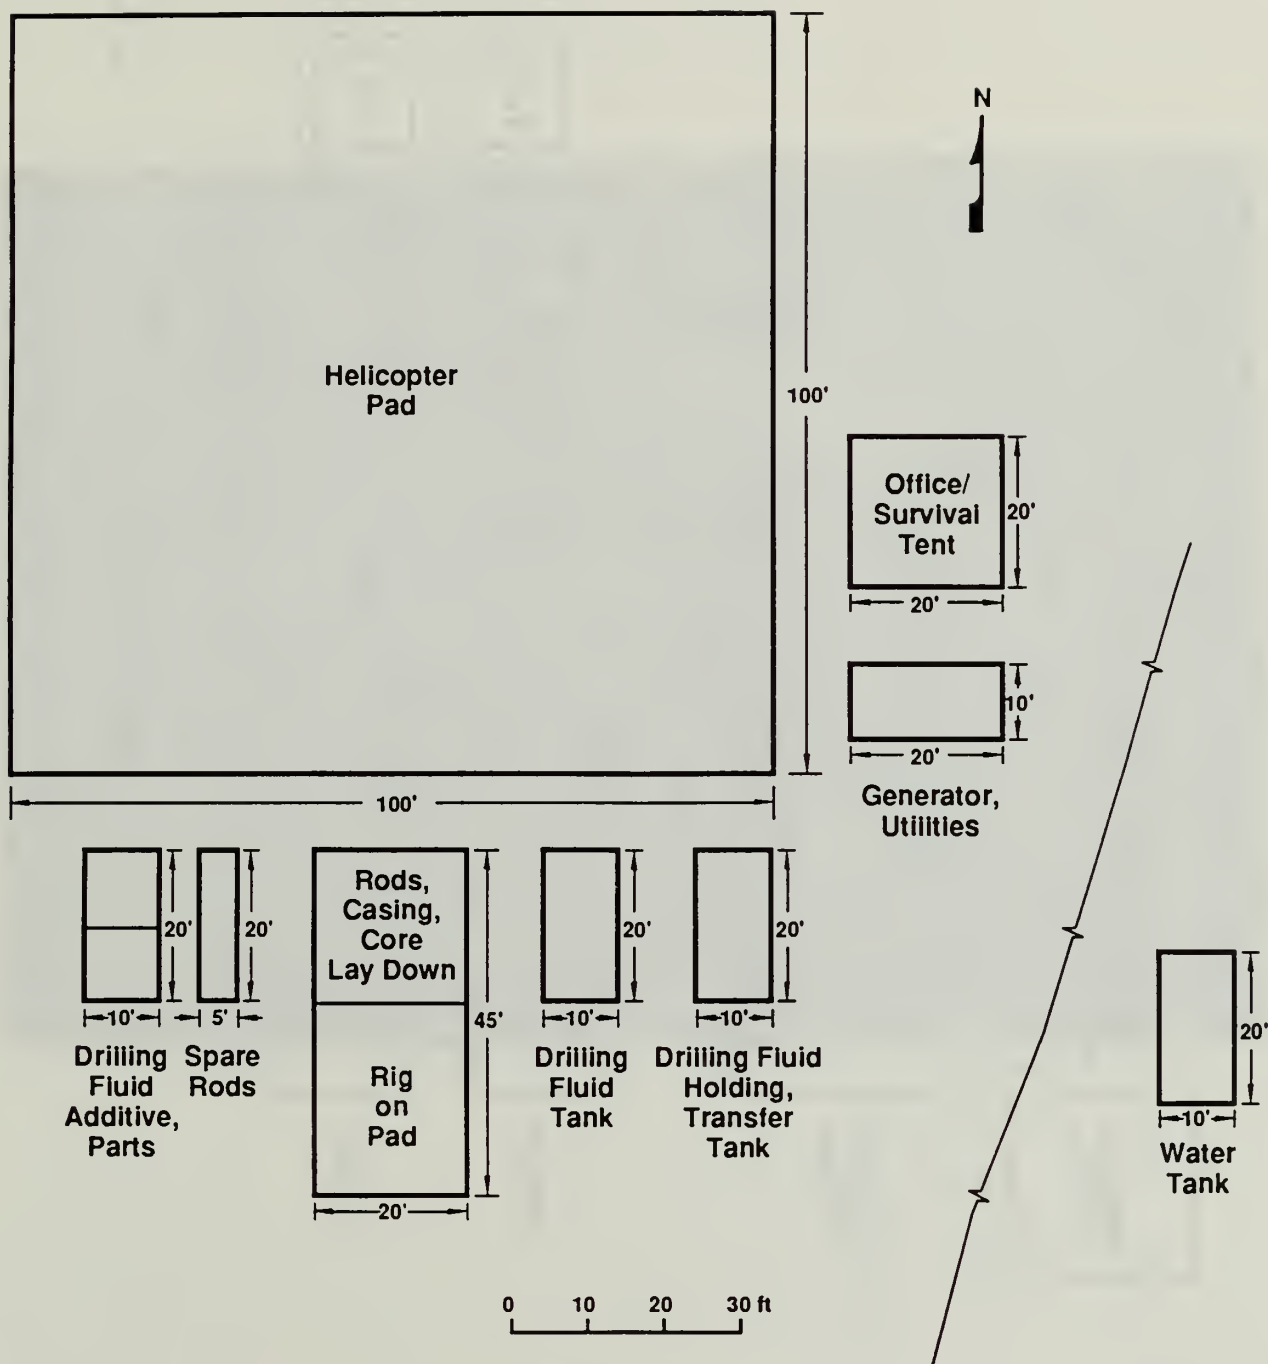 N
Helicopter
Pad
100'
Office/
Survival
Tent
20'
20'
10'
20'
100'
Generator,
Utilities
Rods,
Casing,
Core
Lay Down
20'
20'
20'
20'
45'
20'
10'
5'
10'
10'
Drilling
Fluid
Additive,
Parts
Spare
Rods
Rig
on
Pad
Drilling
Fluid
Tank
Drilling Fluid
Holding,
Transfer
Tank
10'
Water
Tank
20'
0 10 20 30 ft